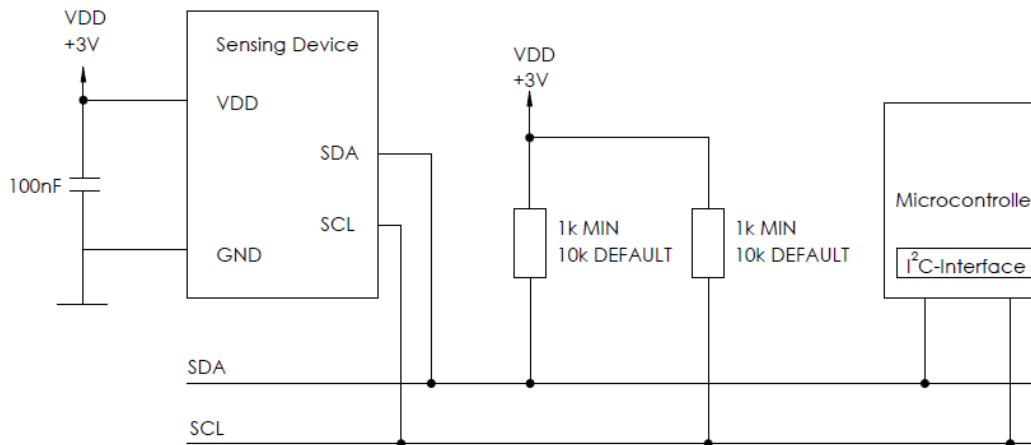 VDD
+3V
Sensing Device
VDD
SDA
100nF
SCL
GND
VDD
+3V
1k MIN
10k DEFAULT
1k MIN
10k DEFAULT
Microcontrolle
I²C-Interface
SDA
SCL